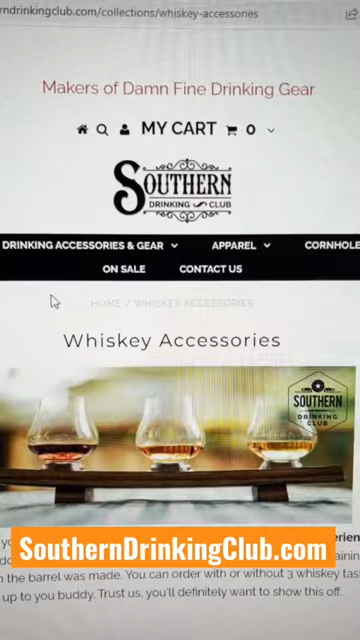 rndrinkingclub.com/collections/whiskey-accessories
Makers of Damn Fine Drinking Gear
MY CART 0
SOUTHERN
DRINKING CLUB
DRINKING ACCESSORIES & GEAR APPAREL CORNHOLE
ON SALE CONTACT US
HOME / WHISKEY ACCESSORIES
Whiskey Accessories
SOUTHERN
DRINKING
CLUB
SouthernDrinkingClub.com
the barrel was made. You can order with or without 3 whiskey tast
up to you buddy. Trust us, you'll definitely want to show this off.